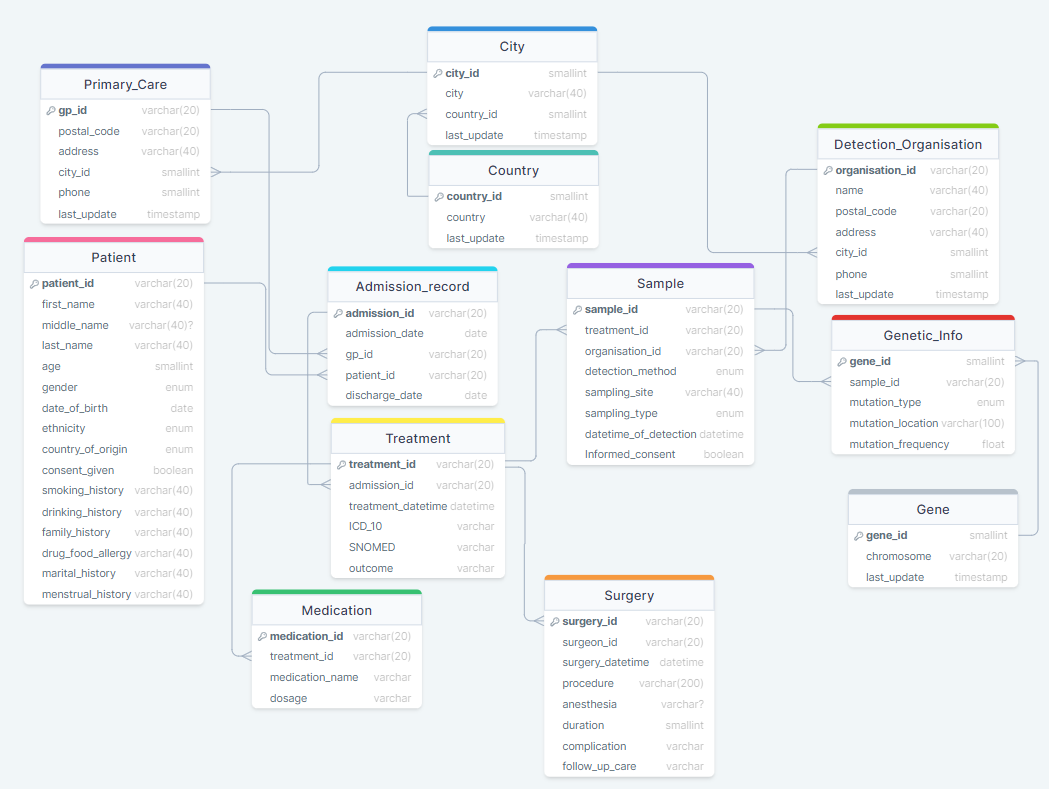 City
city_id smallint
city varchar(40)
country_id smallint
last_update timestamp
Primary_Care
gp_id varchar(20)
postal_code varchar(20)
address varchar(40)
city_id smallint
phone smallint
last_update timestamp
Country
country_id smallint
country varchar(40)
last_update timestamp
Detection_Organisation
organisation_id varchar(20)
name varchar(40)
postal_code varchar(20)
address varchar(40)
city_id smallint
phone smallint
last_update timestamp
Patient
patient_id varchar(20)
first_name varchar(40)
middle_name varchar(40)?
last_name varchar(40)
age smallint
gender enum
date_of_birth date
ethnicity enum
country_of_origin enum
consent_given boolean
smoking_history varchar(40)
drinking_history varchar(40)
family_history varchar(40)
drug_food_allergy varchar(40)
marital_history varchar(40)
menstrual_history varchar(40)
Admission_record
admission_id varchar(20)
admission_date date
gp_id varchar(20)
patient_id varchar(20)
discharge_date date
Sample
sample_id varchar(20)
treatment_id varchar(20)
organisation_id varchar(20)
detection_method enum
sampling_site varchar(40)
sampling_type enum
datetime_of_detection datetime
Informed_consent boolean
Genetic_Info
gene_id smallint
sample_id varchar(20)
mutation_type enum
mutation_location varchar(100)
mutation_frequency float
Treatment
treatment_id varchar(20)
admission_id varchar(20)
treatment_datetime datetime
ICD_10 varchar
SNOMED varchar
outcome varchar
Gene
gene_id smallint
chromosome varchar(20)
last_update timestamp
Medication
medication_id varchar(20)
treatment_id varchar(20)
medication_name varchar
dosage varchar
Surgery
surgery_id varchar(20)
surgeon_id varchar(20)
surgery_datetime datetime
procedure varchar(200)
anesthesia varchar?
duration smallint
complication varchar
follow_up_care varchar